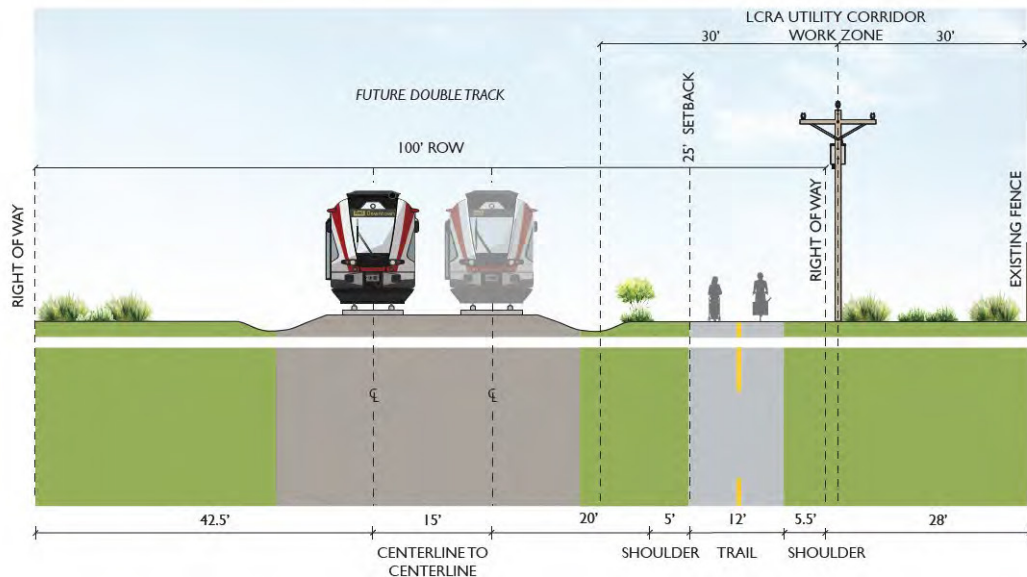 LCRA UTILITY CORRIDOR
WORK ZONE
30'
30'
FUTURE DOUBLE TRACK
25' SETBACK
100' ROW
RIGHT OF WAY
RIGHT OF WAY
EXISTING FENCE
Downtown
℄
℄
42.5'
15'
20'
5'
12'
5.5'
28'
CENTERLINE TO
CENTERLINE
SHOULDER
TRAIL
SHOULDER